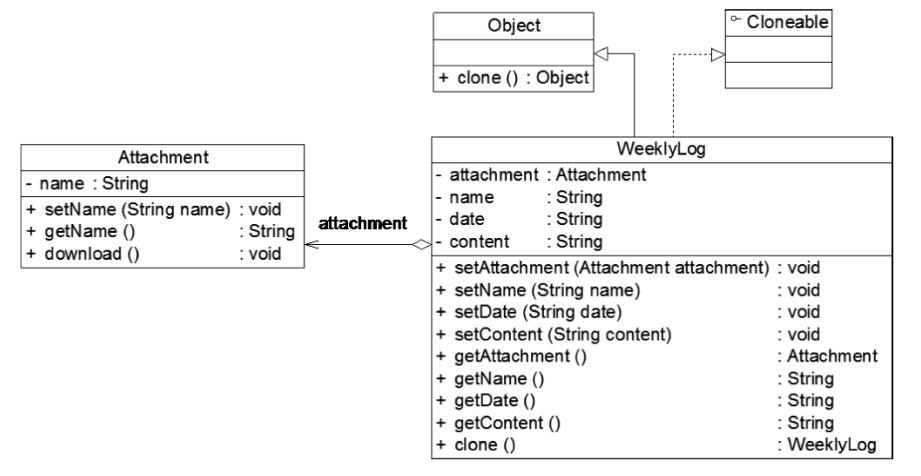 Object
+ clone () : Object
Cloneable
Attachment
- name : String
+ setName (String name) : void
+ getName () : String
+ download () : void
attachment
WeeklyLog
- attachment : Attachment
- name : String
- date : String
- content : String
+ setAttachment (Attachment attachment) : void
+ setName (String name) : void
+ setDate (String date) : void
+ setContent (String content) : void
+ getAttachment () : Attachment
+ getName () : String
+ getDate () : String
+ getContent () : String
+ clone () : WeeklyLog